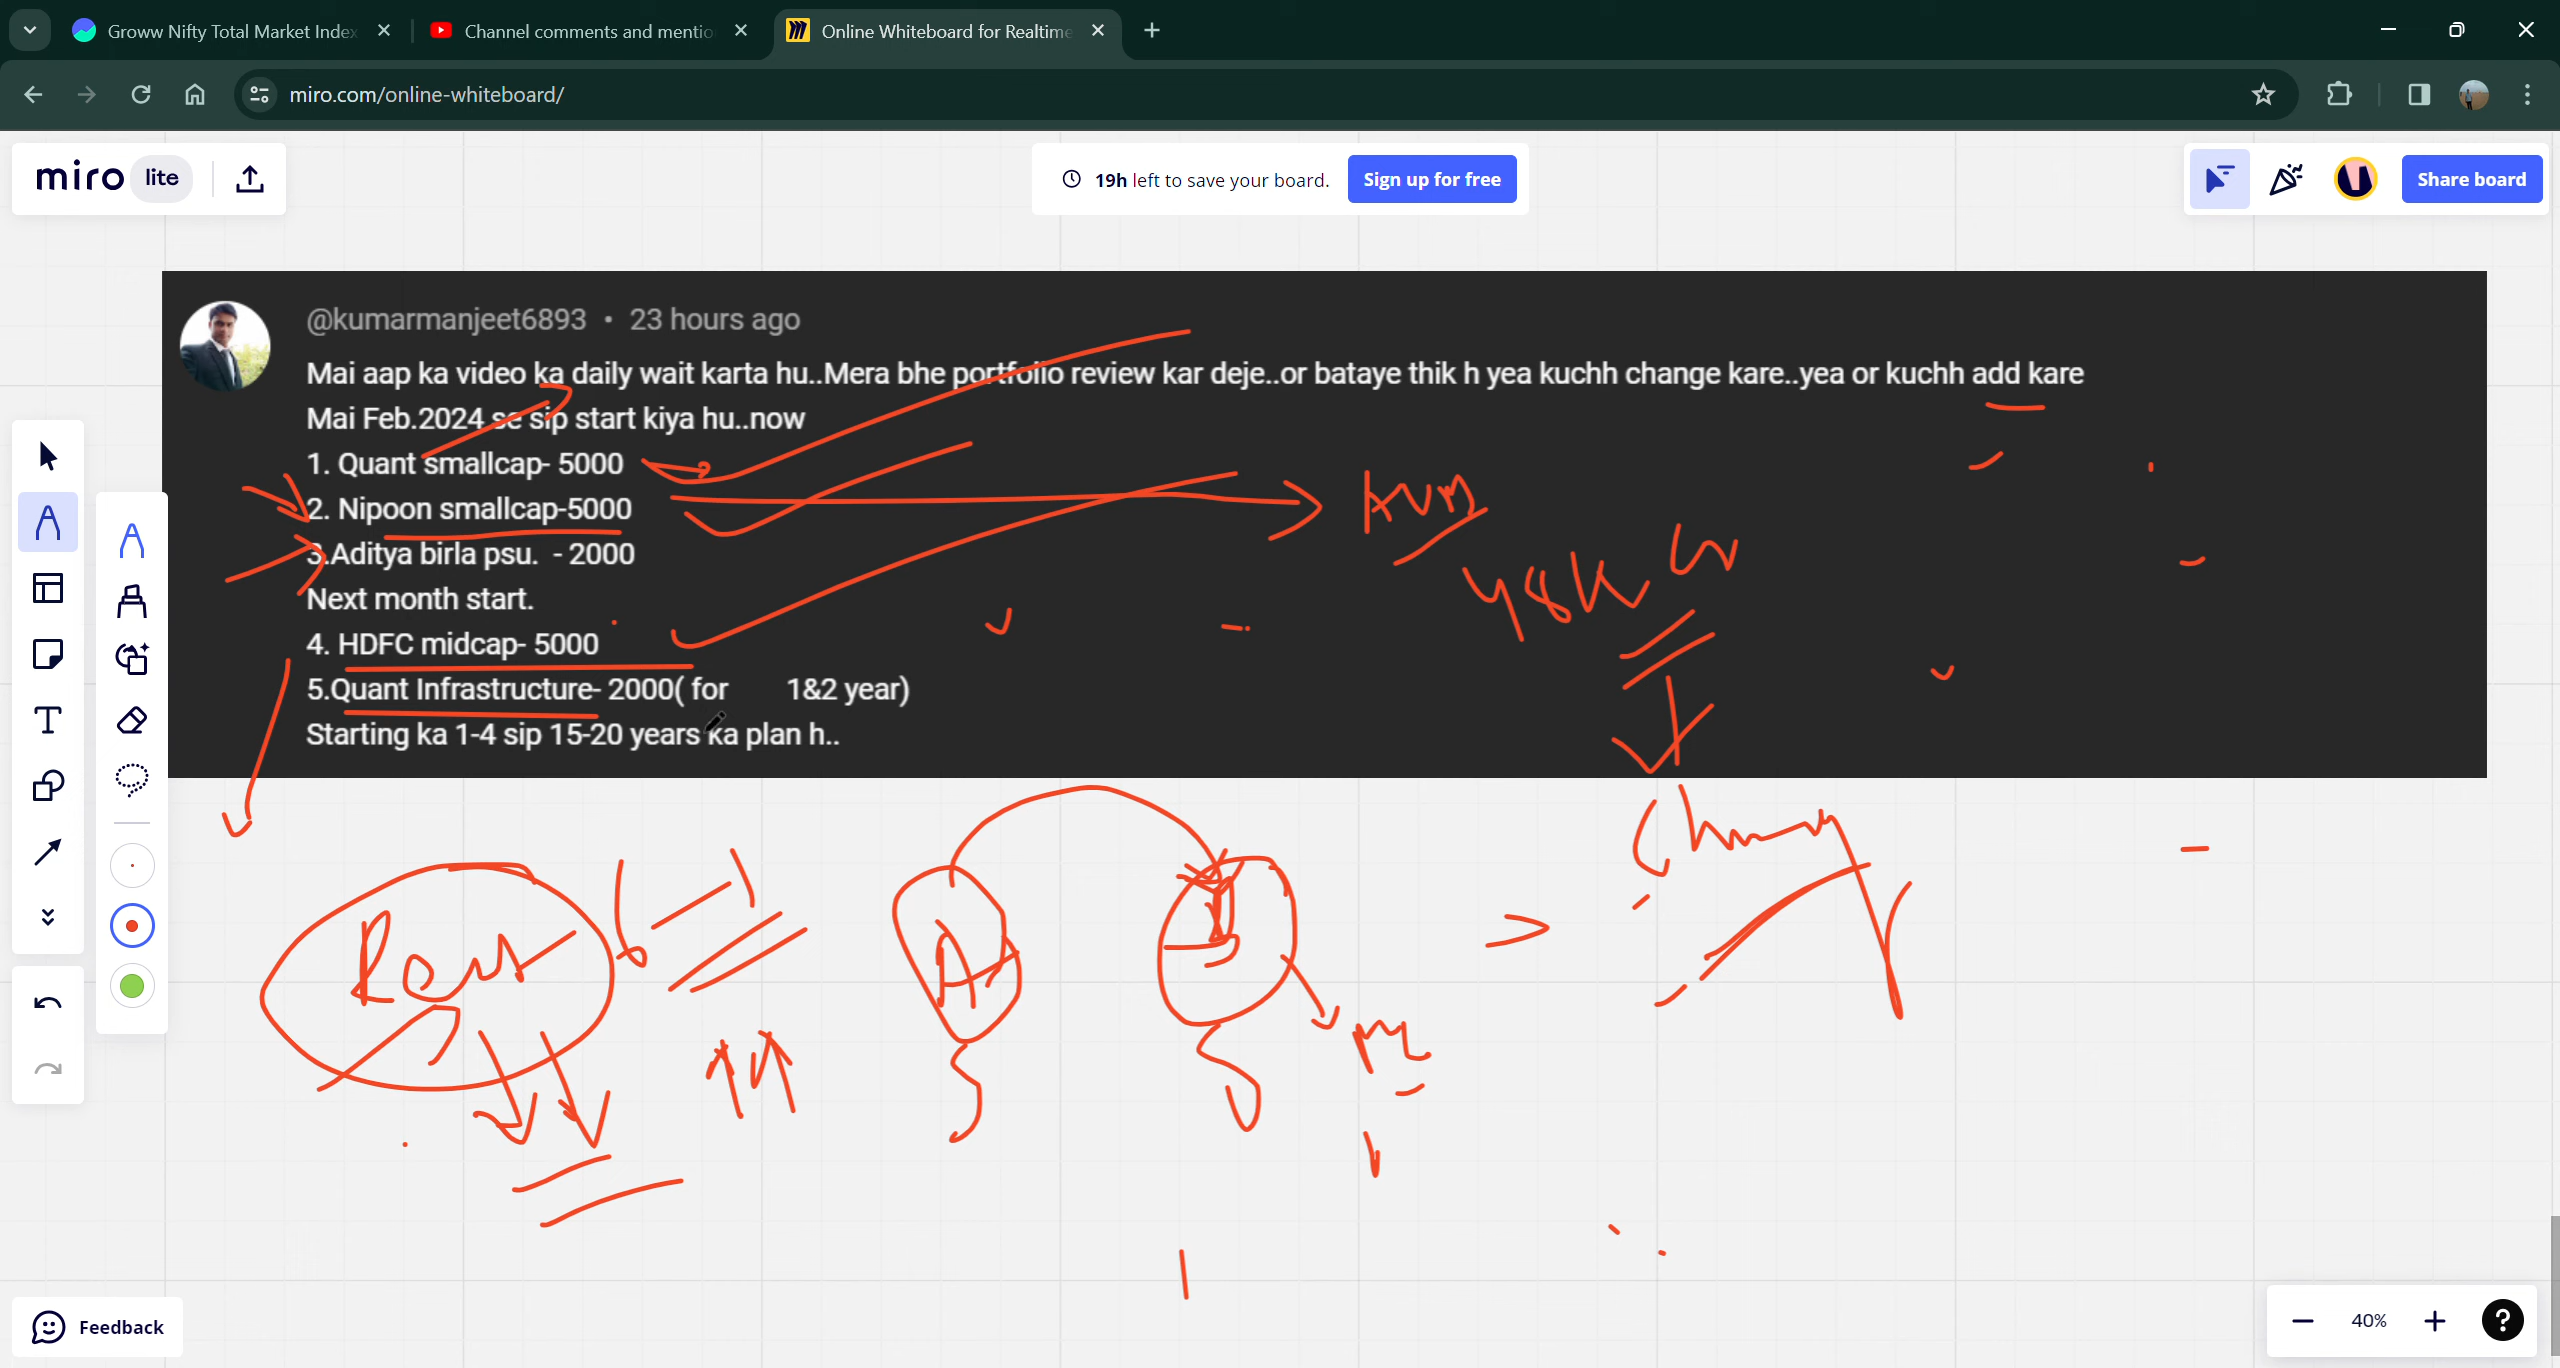 Groww Nifty Total Market Index
Channel comments and mentio
Online Whiteboard for Realtime
miro.com/online-whiteboard/
miro lite
19h left to save your board.
Sign up for free
Share board
@kumarmanjeet6893 • 23 hours ago
Mai aap ka video ka daily wait karta hu..Mera bhe portfolio review kar deje..or bataye thik h yea kuchh change kare..yea or kuchh add kare
Mai Feb.2024 se sip start kiya hu..now
1. Quant smallcap- 5000
2. Nipoon smallcap-5000
3.Aditya birla psu. - 2000
Next month start.
4. HDFC midcap- 5000
5.Quant Infrastructure- 2000( for 1&2 year)
Starting ka 1-4 sip 15-20 years ka plan h..
48K Cr
A
Feedback
40%